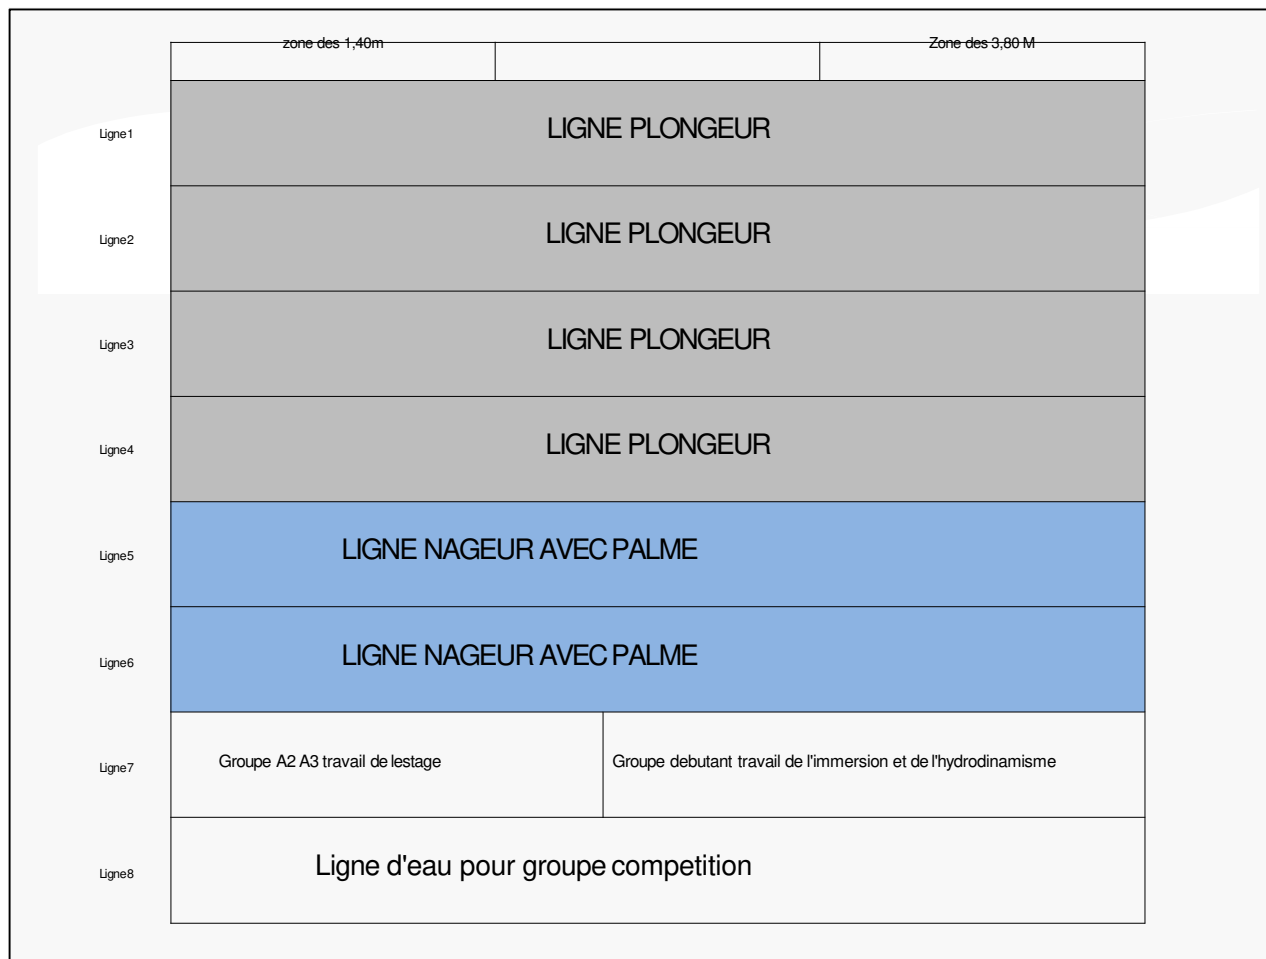 zone des 1,40m
Zone des 3,80 M
Ligne1
LIGNE PLONGEUR
Ligne2
LIGNE PLONGEUR
Ligne3
LIGNE PLONGEUR
Ligne4
LIGNE PLONGEUR
Ligne5
LIGNE NAGEUR AVEC PALME
Ligne6
LIGNE NAGEUR AVEC PALME
Ligne7
Groupe A2 A3 travail de lestage
Groupe debutant travail de l'immersion et de l'hydrodinamisme
Ligne8
Ligne d'eau pour groupe competition